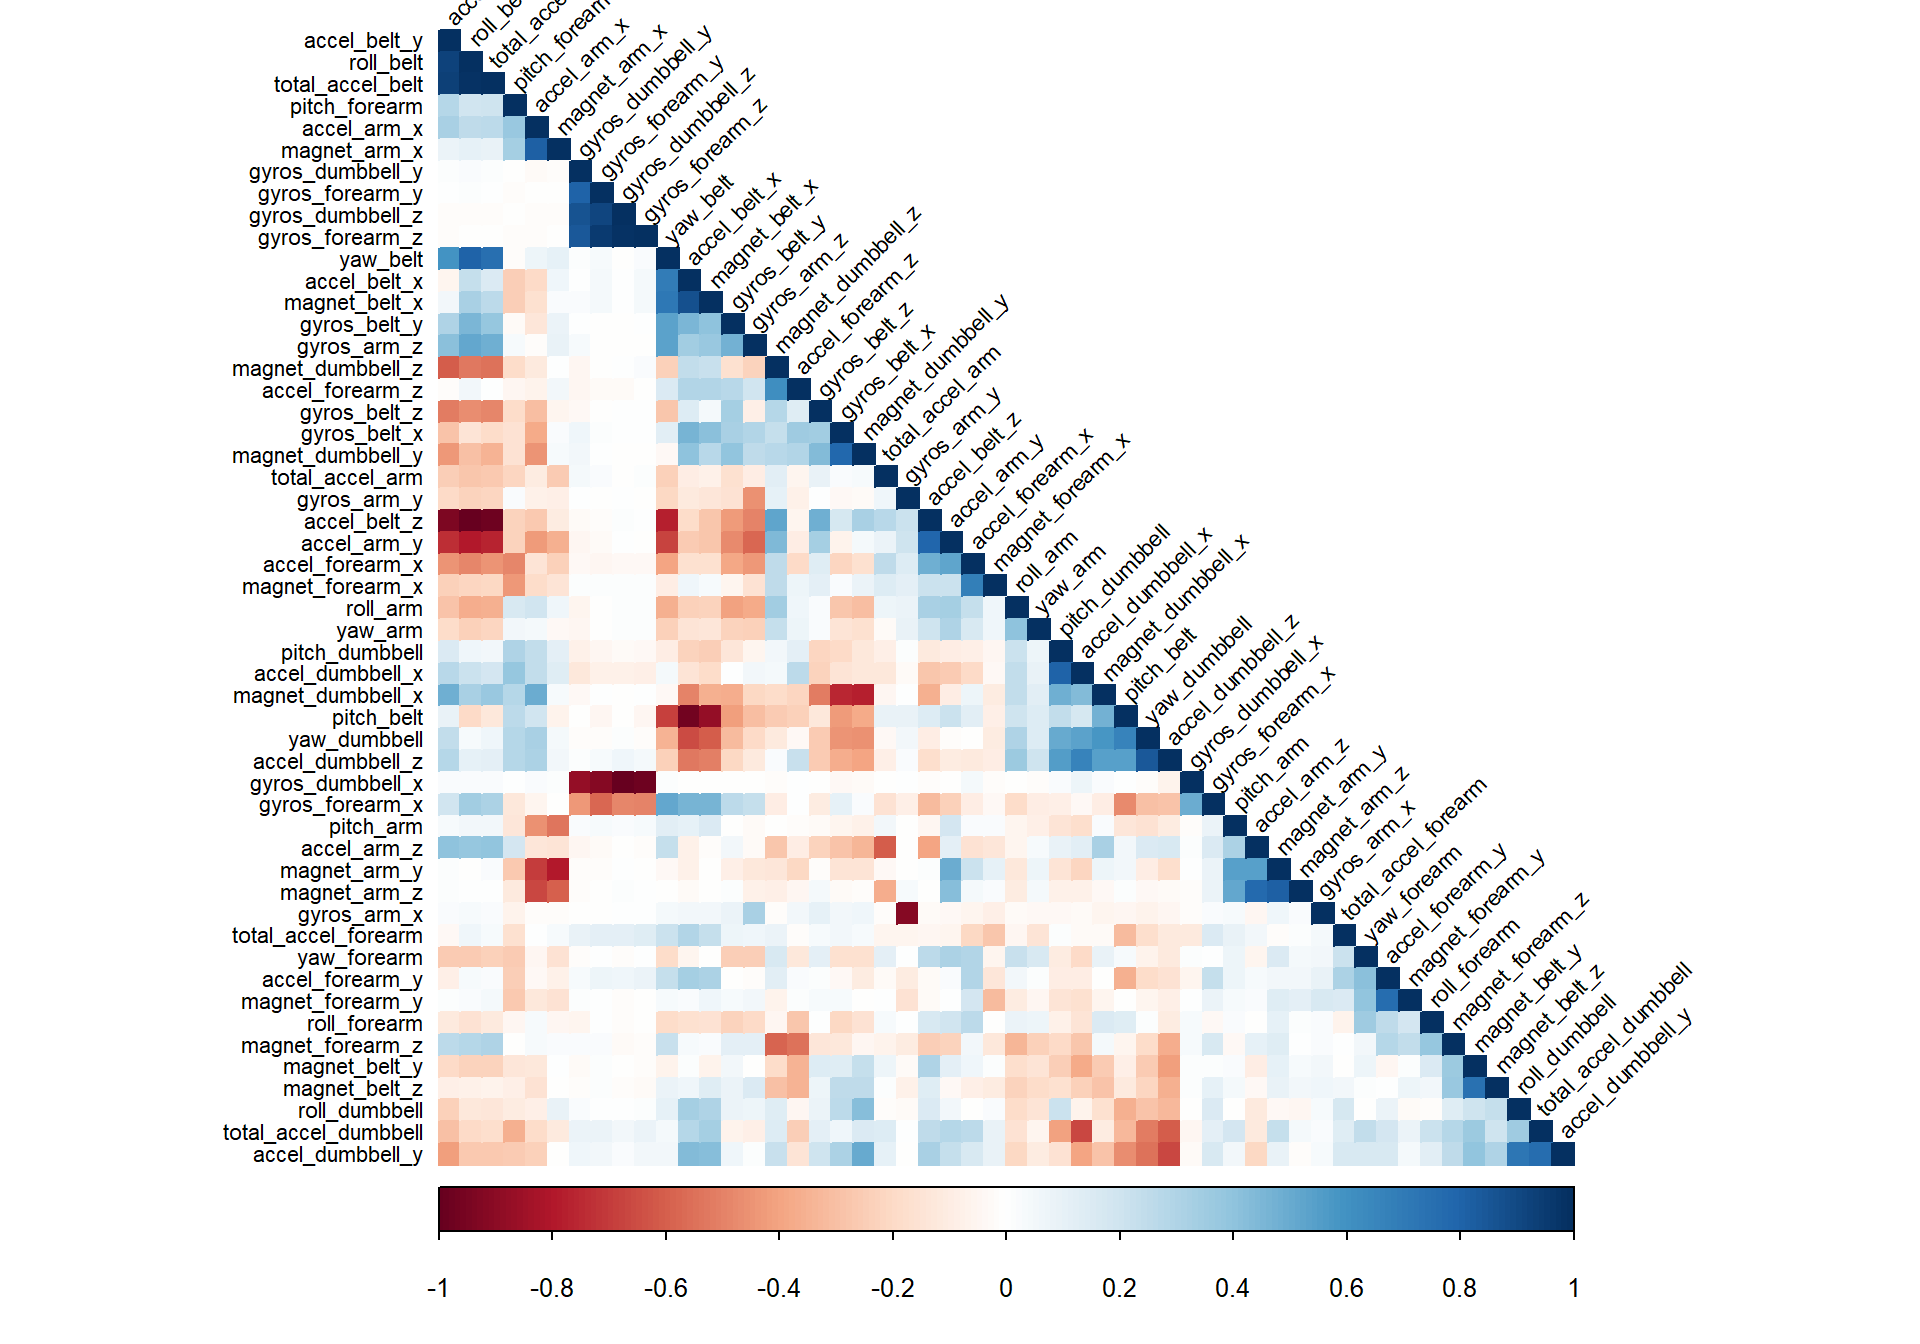 acc
accel_belt_y
roll_be
roll_belt
total_acce
total_accel_belt
pitch_forearm
pitch_forearm
accel_arm_x
accel_arm_x
magnet_arm_x
magnet_arm_x
gyros_dumbbell_y
gyros_dumbbell_y
gyros_forearm_y
gyros_forearm_y
gyros_dumbbell_z
gyros_dumbbell_z
gyros_forearm_z
gyros_forearm_z
yaw_belt
yaw_belt
accel_belt_x
accel_belt_x
magnet_belt_x
magnet_belt_x
gyros_belt_y
gyros_belt_y
gyros_arm_z
gyros_arm_z
magnet_dumbbell_z
magnet_dumbbell_z
accel_forearm_z
accel_forearm_z
gyros_belt_z
gyros_belt_z
gyros_belt_x
gyros_belt_x
magnet_dumbbell_y
magnet_dumbbell_y
total_accel_arm
total_accel_arm
gyros_arm_y
gyros_arm_y
accel_belt_z
accel_belt_z
accel_arm_y
accel_arm_y
accel_forearm_x
accel_forearm_x
magnet_forearm_x
magnet_forearm_x
roll_arm
roll_arm
yaw_arm
yaw_arm
pitch_dumbbell
pitch_dumbbell
accel_dumbbell_x
accel_dumbbell_x
magnet_dumbbell_x
magnet_dumbbell_x
pitch_belt
pitch_belt
yaw_dumbbell
yaw_dumbbell
accel_dumbbell_z
accel_dumbbell_z
gyros_dumbbell_x
gyros_dumbbell_x
gyros_forearm_x
gyros_forearm_x
pitch_arm
pitch_arm
accel_arm_z
accel_arm_z
magnet_arm_y
magnet_arm_y
magnet_arm_z
magnet_arm_z
gyros_arm_x
gyros_arm_x
total_accel_forearm
total_accel_forearm
yaw_forearm
yaw_forearm
accel_forearm_y
accel_forearm_y
magnet_forearm_y
magnet_forearm_y
roll_forearm
roll_forearm
magnet_forearm_z
magnet_forearm_z
magnet_belt_y
magnet_belt_y
magnet_belt_z
magnet_belt_z
roll_dumbbell
roll_dumbbell
total_accel_dumbbell
total_accel_dumbbell
accel_dumbbell_y
accel_dumbbell_y
-1 -0.8 -0.6 -0.4 -0.2 0 0.2 0.4 0.6 0.8 1